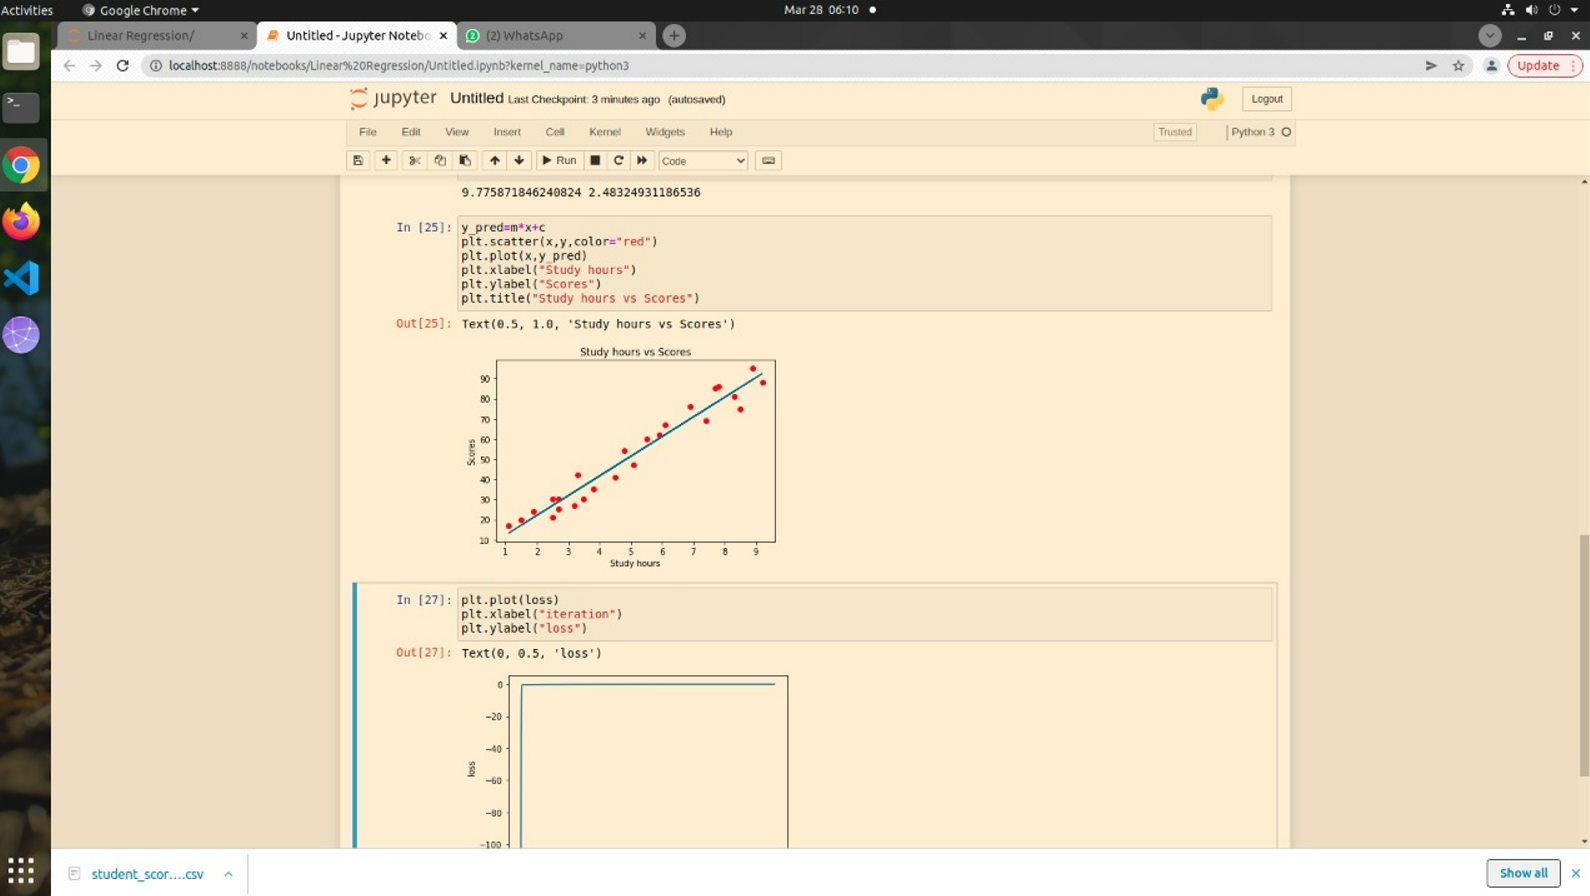 Activities
Google Chrome
Mar 28 06:10
Linear Regression/
Untitled - Jupyter Notebo
(2) WhatsApp
localhost:8888/notebooks/Linear%20Regression/Untitled.ipynb?kernel_name=python3
Update
jupyter Untitled Last Checkpoint: 3 minutes ago (autosaved)
Logout
File Edit View Insert Cell Kernel Widgets Help
Trusted
Python 3
Run
Code
9.775871846240824 2.48324931186536
In [25]: y_pred=m*x+c
plt.scatter(x,y,color="red")
plt.plot(x,y_pred)
plt.xlabel("Study hours")
plt.ylabel("Scores")
plt.title("Study hours vs Scores")
Out[25]: Text(0.5, 1.0, 'Study hours vs Scores')
Study hours vs Scores
90
80
70
60
50
40
30
20
10
Scores
1 2 3 4 5 6 7 8 9
Study hours
In [27]: plt.plot(loss)
plt.xlabel("iteration")
plt.ylabel("loss")
Out[27]: Text(0, 0.5, 'loss')
0
−20
−40
−60
−80
−100
loss
student_scor....csv
Show all